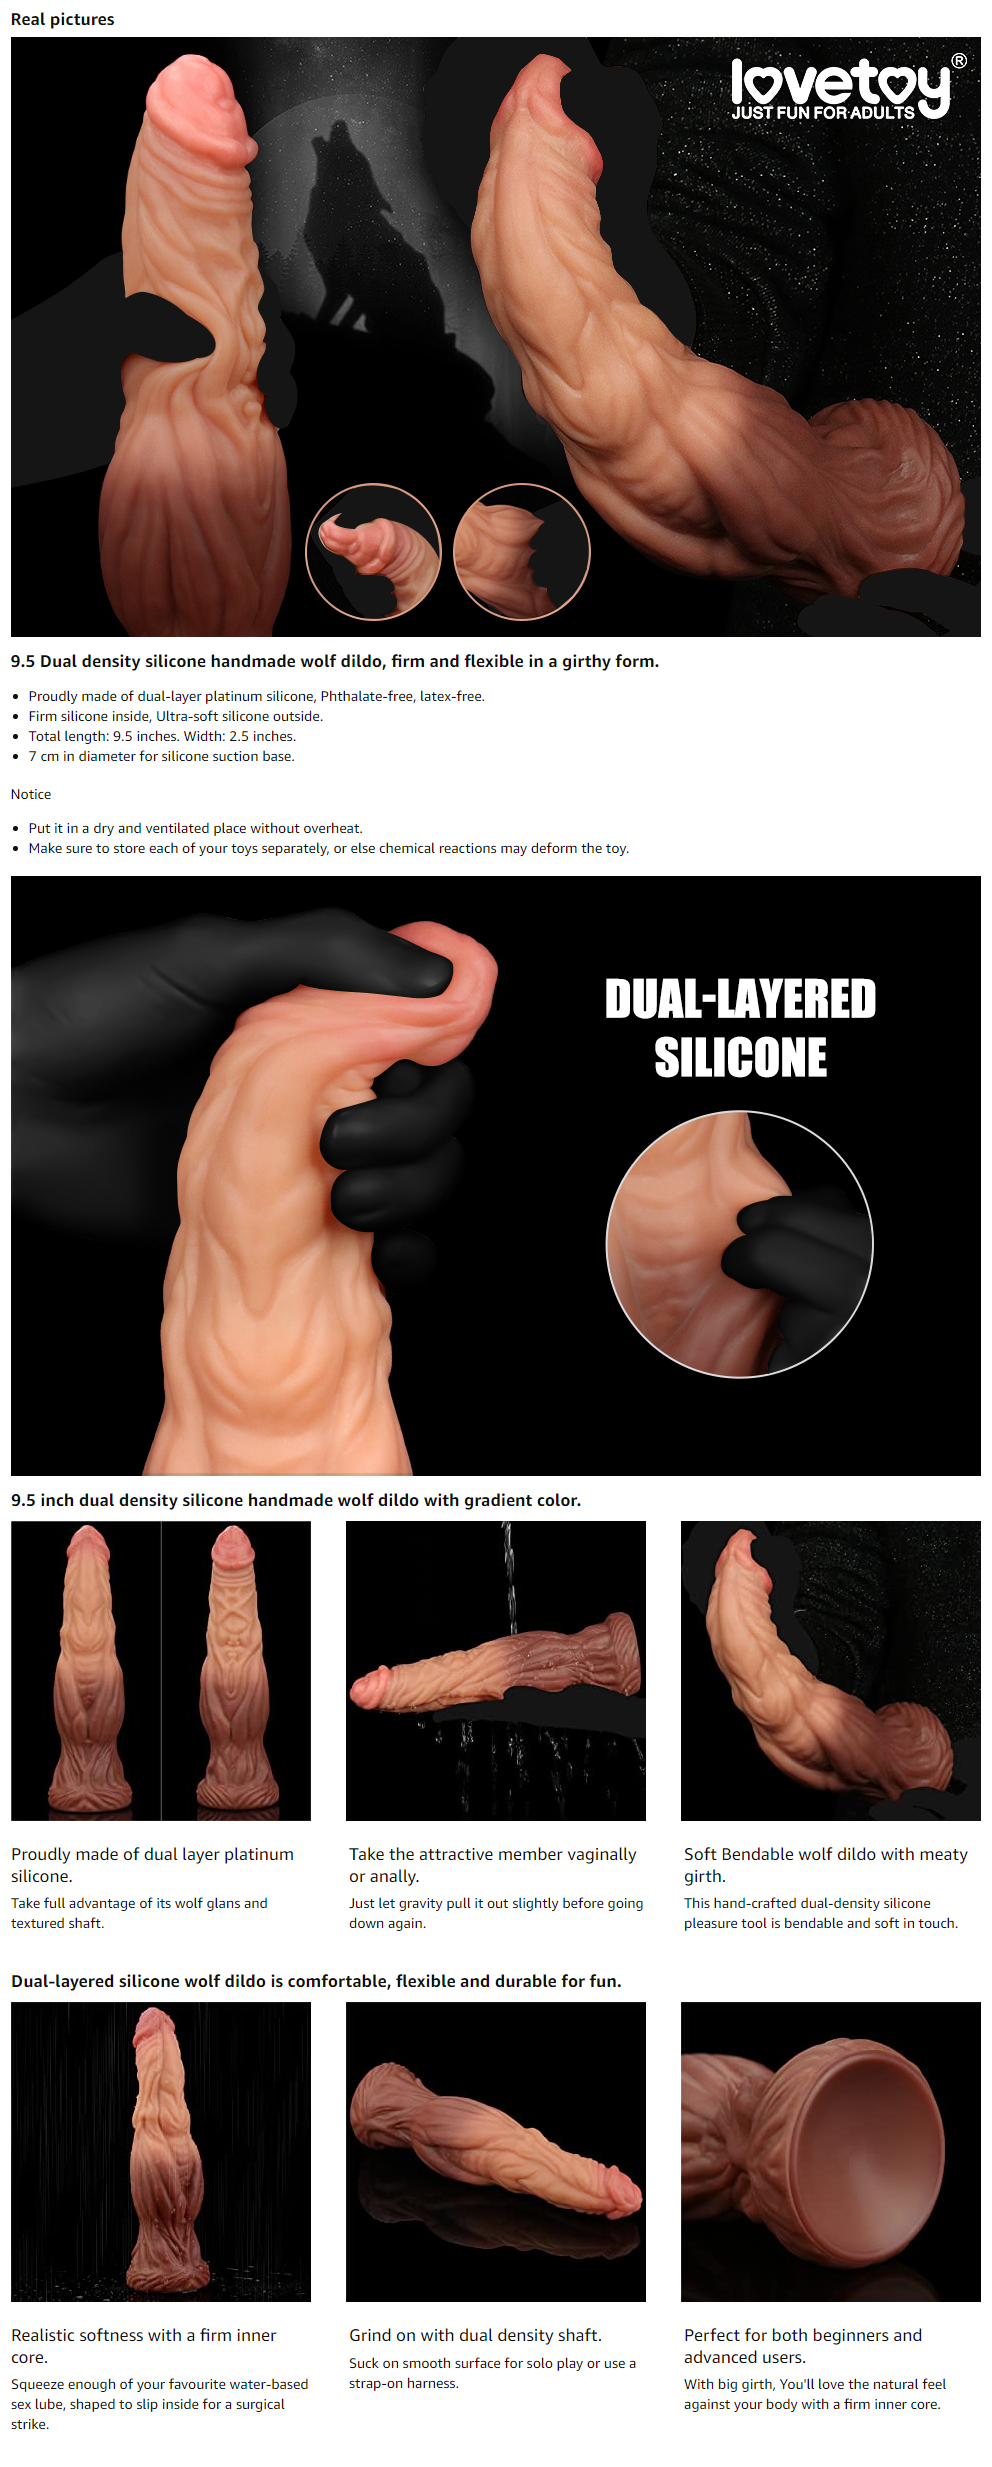 Real pictures
lovetoy®
JUST FUN FOR ADULTS
9.5 Dual density silicone handmade wolf dildo, firm and flexible in a girthy form.
Proudly made of dual-layer platinum silicone, Phthalate-free, latex-free.
Firm silicone inside, Ultra-soft silicone outside.
Total length: 9.5 inches. Width: 2.5 inches.
7 cm in diameter for silicone suction base.
Notice
Put it in a dry and ventilated place without overheat.
Make sure to store each of your toys separately, or else chemical reactions may deform the toy.
DUAL-LAYERED
SILICONE
9.5 inch dual density silicone handmade wolf dildo with gradient color.
Proudly made of dual layer platinum
silicone.
Take full advantage of its wolf glans and
textured shaft.
Take the attractive member vaginally
or anally.
Just let gravity pull it out slightly before going
down again.
Soft Bendable wolf dildo with meaty
girth.
This hand-crafted dual-density silicone
pleasure tool is bendable and soft in touch.
Dual-layered silicone wolf dildo is comfortable, flexible and durable for fun.
Realistic softness with a firm inner
core.
Squeeze enough of your favourite water-based
sex lube, shaped to slip inside for a surgical
strike.
Grind on with dual density shaft.
Suck on smooth surface for solo play or use a
strap-on harness.
Perfect for both beginners and
advanced users.
With big girth, You'll love the natural feel
against your body with a firm inner core.